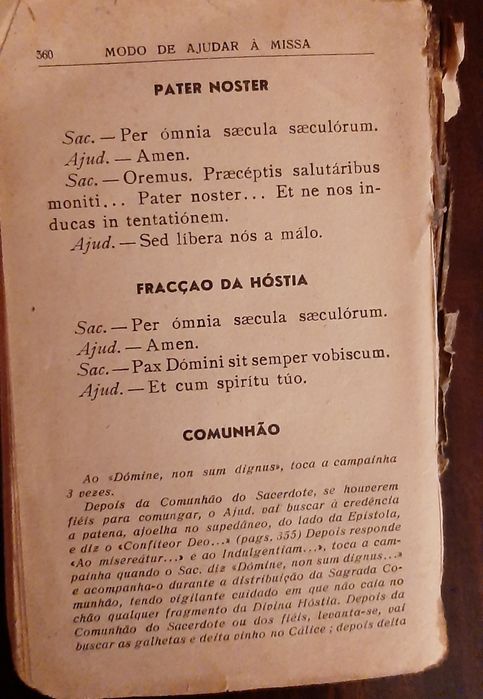 360 MODO DE AJUDAR À MISSA
PATER NOSTER
Sac. — Per ómnia sæcula sæculórum.
Ajud. — Amen.
Sac. — Oremus. Præcéptis salutáribus
moniti... Pater noster... Et ne nos in-
ducas in tentatiónem.
Ajud. — Sed líbera nós a málo.
FRACÇAO DA HÓSTIA
Sac. — Per ómnia sæcula sæculórum.
Ajud. — Amen.
Sac. — Pax Dómini sit semper vobiscum.
Ajud. — Et cum spirítu túo.
COMUNHÃO
Ao «Dómine, non sum dignus», toca a campainha
3 vezes.
Depois da Comunhão do Sacerdote, se houverem
fiéis para comungar, o Ajud. vai buscar à credência
a patena, ajoelha no supedâneo, do lado da Epístola,
e diz o «Confiteor Deo...» (pags. 355) Depois responde
«Ao misereátur...» e ao Indulgentiam...», toca a cam-
painha quando o Sac. diz «Dómine, non sum dignus...»
e acompanha-o durante a distribuição da Sagrada Co-
munhão, tendo vigilante cuidado em que não caia no
chão qualquer fragmento da Divina Hóstia. Depois da
Comunhão do Sacerdote ou dos fiéis, levanta-se, vai
buscar as galhetas e deita vinho no Cálice ; depois deita